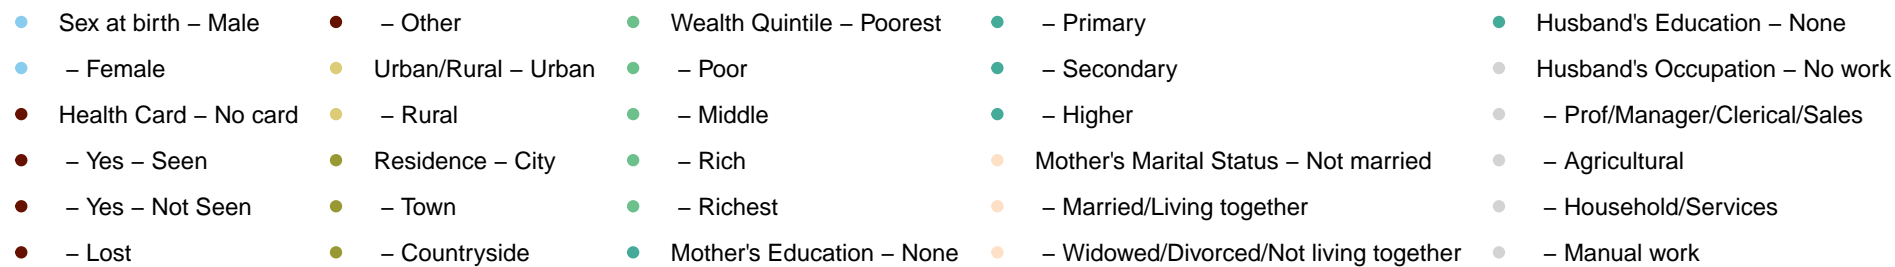 Sex at birth – Male
– Female
Health Card – No card
– Yes – Seen
– Yes – Not Seen
– Lost
– Other
Urban/Rural – Urban
– Rural
Residence – City
– Town
– Countryside
Wealth Quintile – Poorest
– Poor
– Middle
– Rich
– Richest
Mother's Education – None
– Primary
– Secondary
– Higher
Mother's Marital Status – Not married
– Married/Living together
– Widowed/Divorced/Not living together
Husband's Education – None
Husband's Occupation – No work
– Prof/Manager/Clerical/Sales
– Agricultural
– Household/Services
– Manual work